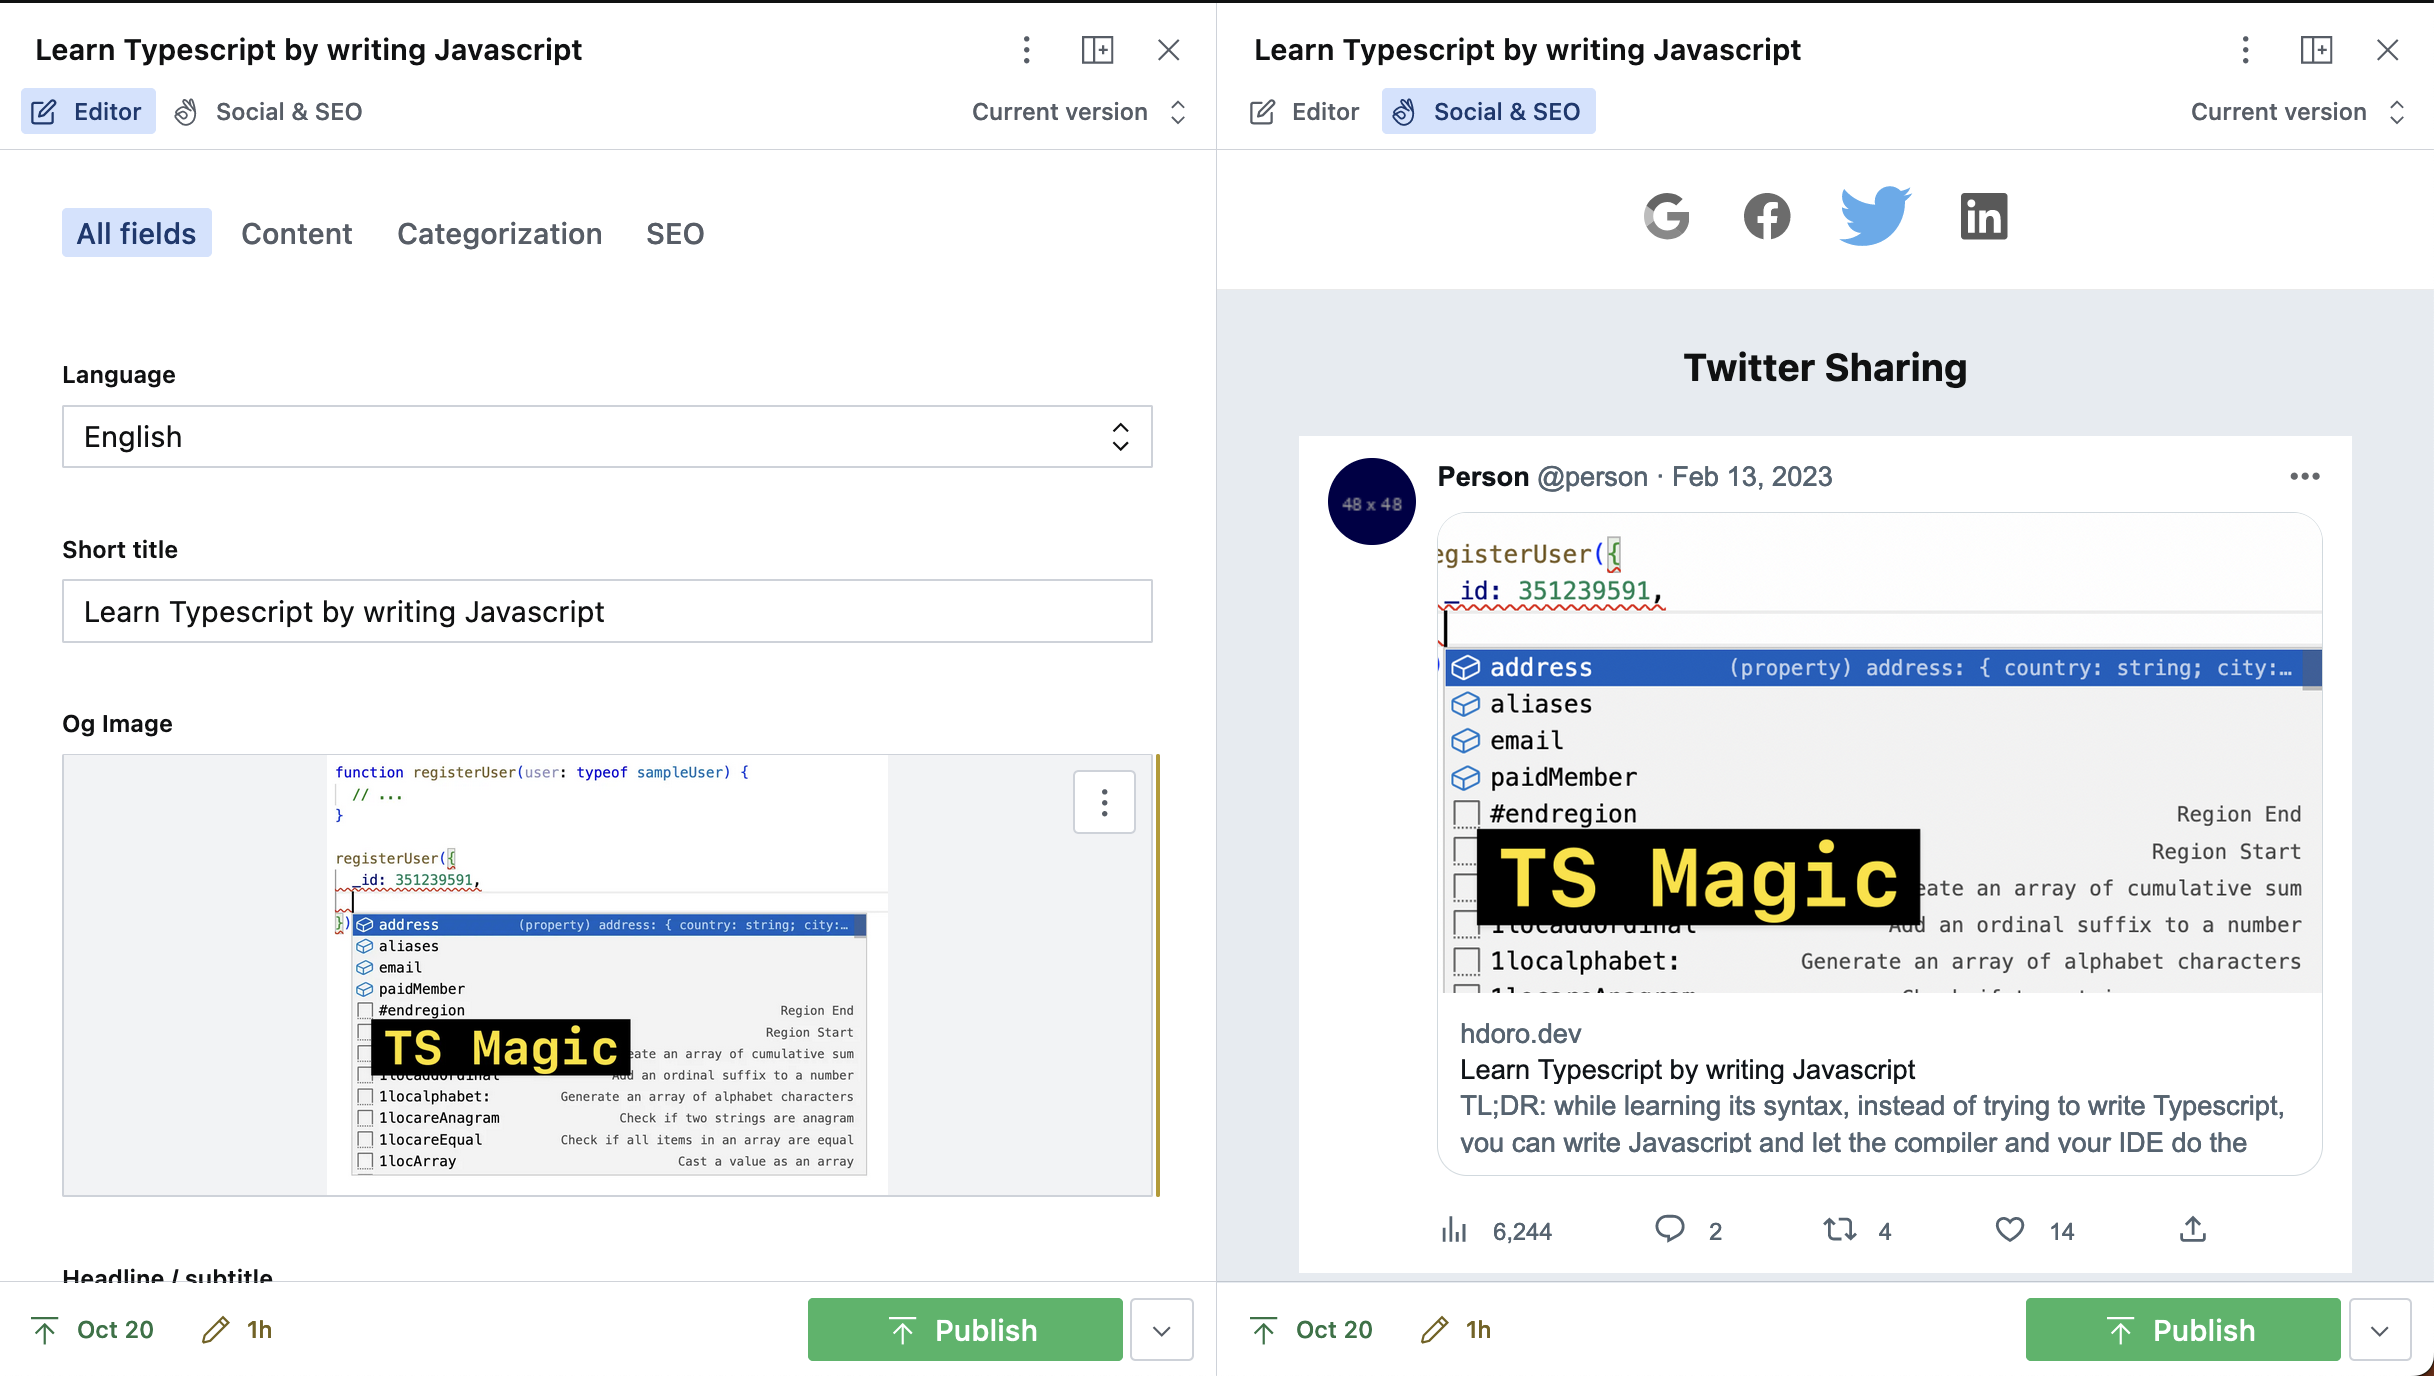 Learn Typescript by writing Javascript
Editor
Social & SEO
Current version
All fields
Content
Categorization
SEO
Language
English
Short title
Learn Typescript by writing Javascript
Og Image
function registerUser(user: typeof sampleUser) {
// ...
}
registerUser({
_id: 351239591,
})
address (property) address: { country: string; city:…
aliases
email
paidMember
#endregion Region End
Region Start
TS Magic
eate an array of cumulative sum
1locaddordinal Add an ordinal suffix to a number
1localphabet: Generate an array of alphabet characters
1locareAnagram Check if two strings are anagram
1locareEqual Check if all items in an array are equal
1locArray Cast a value as an array
Headline / subtitle
Oct 20
1h
Publish
Learn Typescript by writing Javascript
Editor
Social & SEO
Current version
G
in
Twitter Sharing
48 x 48
Person @person · Feb 13, 2023
egisterUser({
_id: 351239591,
address (property) address: { country: string; city:…
aliases
email
paidMember
#endregion Region End
Region Start
TS Magic
eate an array of cumulative sum
1locaddordinal Add an ordinal suffix to a number
1localphabet: Generate an array of alphabet characters
hdoro.dev
Learn Typescript by writing Javascript
TL;DR: while learning its syntax, instead of trying to write Typescript,
you can write Javascript and let the compiler and your IDE do the
6,244
2
4
14
Oct 20
1h
Publish